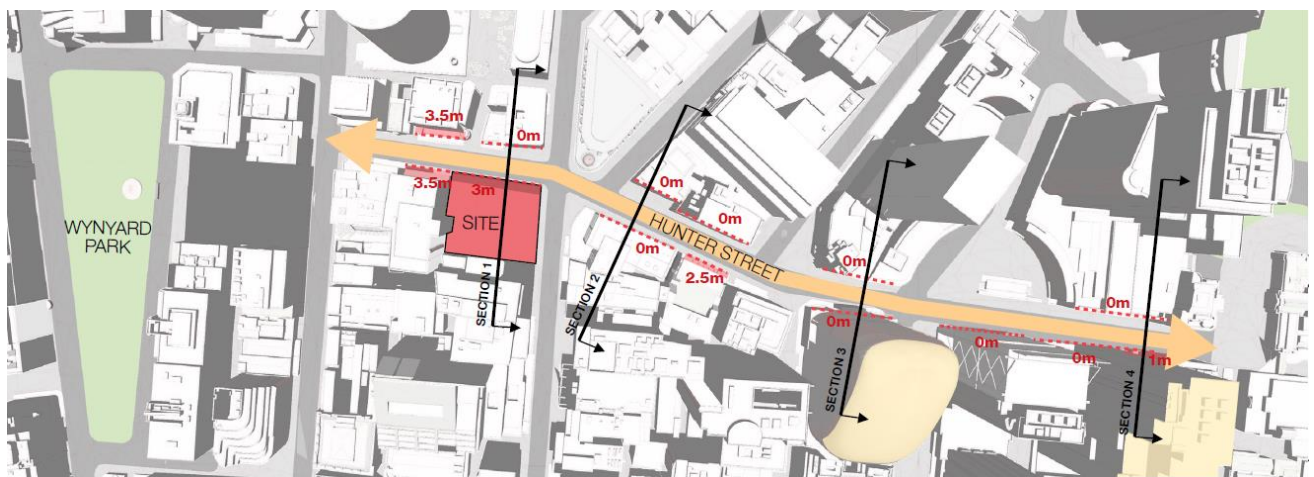 3.5m
0m
3.5m
3m
SITE
WYNYARD
PARK
SECTION 1
0m
0m
0m
2.5m
HUNTER STREET
SECTION 2
0m
0m
SECTION 3
0m
0m
0m
1m
SECTION 4